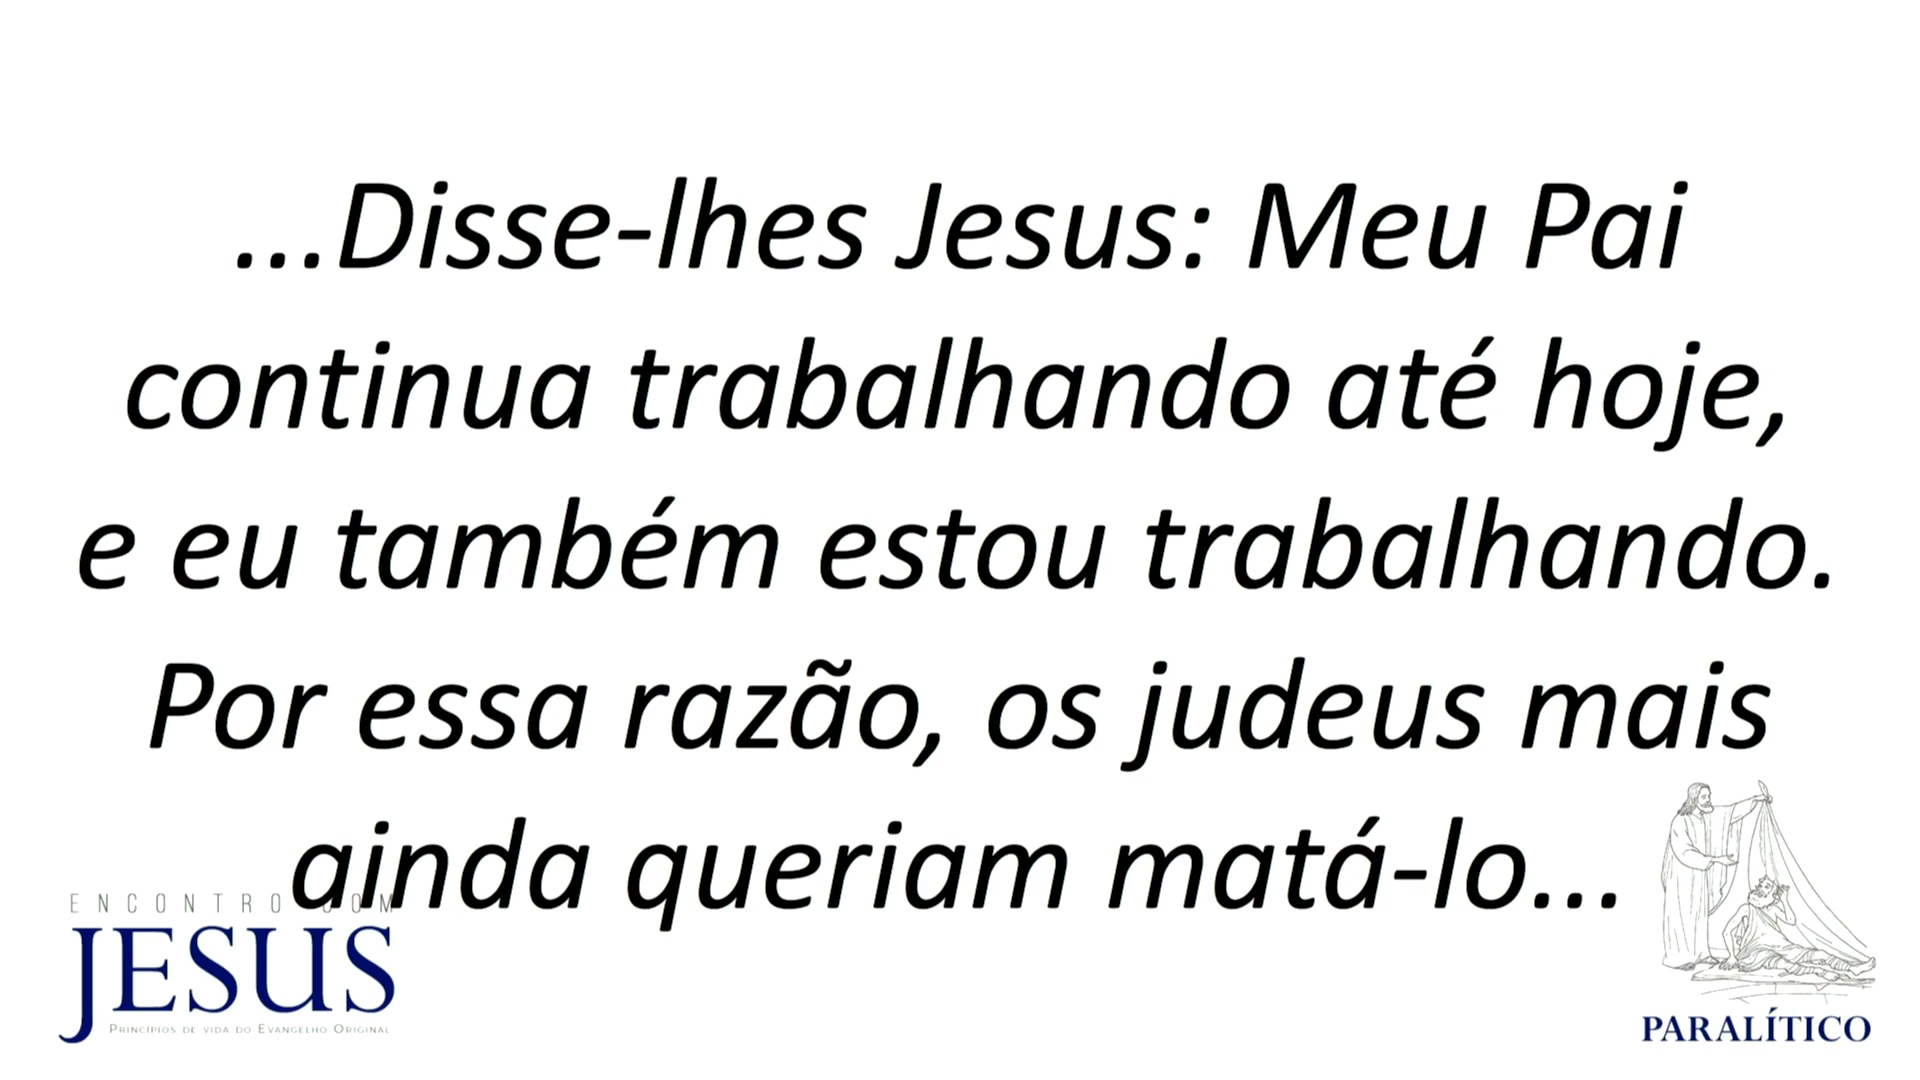 ...Disse-lhes Jesus: Meu Pai
continua trabalhando até hoje,
e eu também estou trabalhando.
Por essa razão, os judeus mais
ainda queriam matá-lo...
ENCONTRO COM
JESUS
PRINCÍPIOS DE VIDA DO EVANGELHO ORIGINAL
PARALÍTICO